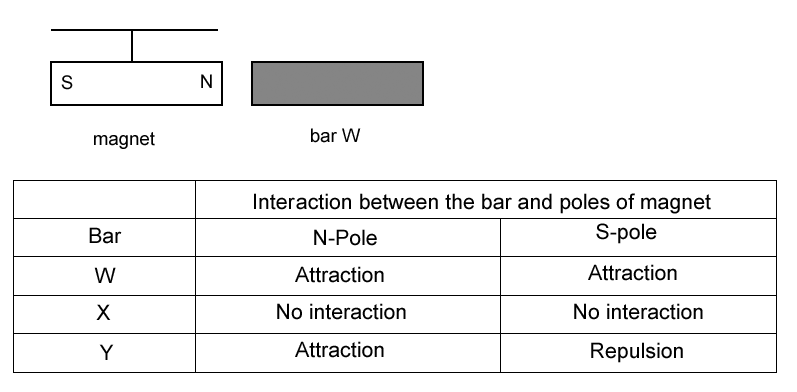 S N
magnet
bar W
Interaction between the bar and poles of magnet
Bar N-Pole S-pole
W Attraction Attraction
X No interaction No interaction
Y Attraction Repulsion